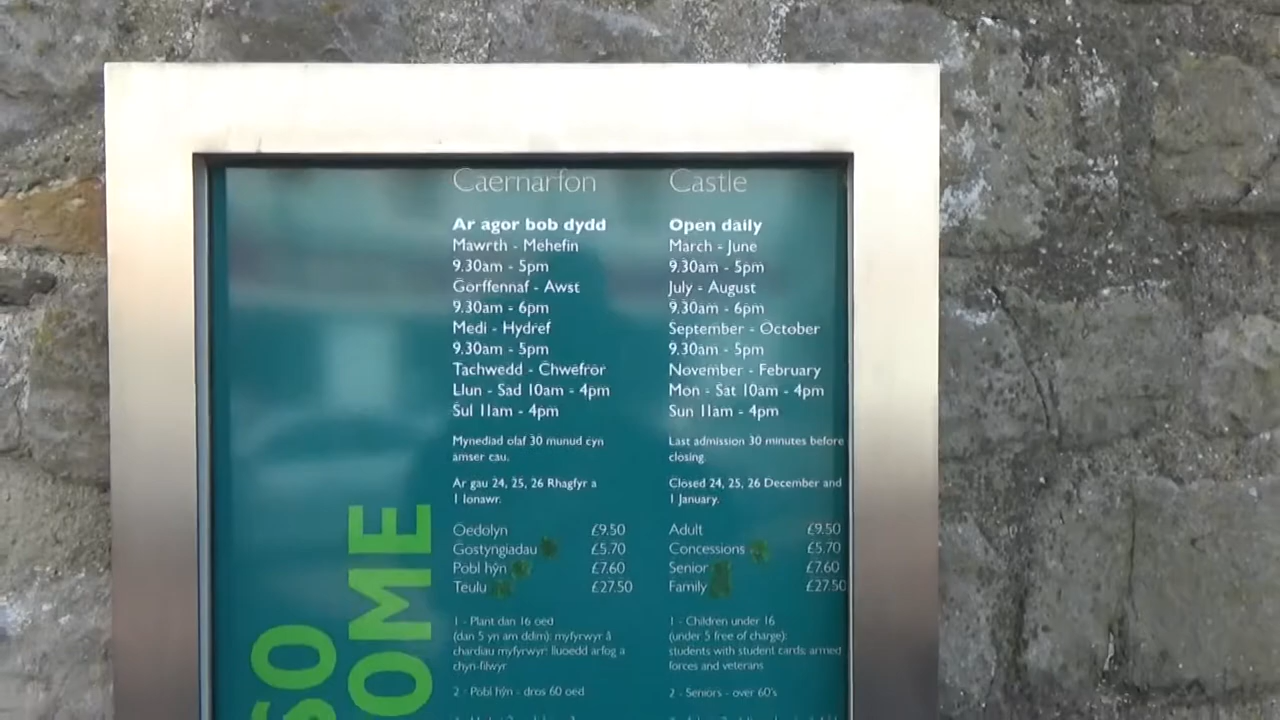 Caernarfon
Ar agor bob dydd
Mawrth - Mehefin
9.30am - 5pm
Gorffennaf - Awst
9.30am - 6pm
Medi - Hydref
9.30am - 5pm
Tachwedd - Chwefror
Llun - Sad 10am - 4pm
Sul 11am - 4pm
Mynediad olaf 30 munud cyn
amser cau.
Ar gau 24, 25, 26 Rhagfyr a
1 Ionawr.
Oedolyn £9.50
Gostyngiadau £5.70
Pobl hŷn £7.60
Teulu £27.50
1 - Plant dan 16 oed
(dan 5 yn am ddim): myfyrwyr â
chardiau myfyrwyr: lluoedd arfog a
chyn-filwyr
2 - Pobl hŷn - dros 60 oed
Castle
Open daily
March - June
9.30am - 5pm
July - August
9.30am - 6pm
September - October
9.30am - 5pm
November - February
Mon - Sat 10am - 4pm
Sun 11am - 4pm
Last admission 30 minutes before
closing.
Closed 24, 25, 26 December and
1 January.
Adult £9.50
Concessions £5.70
Senior £7.60
Family £27.50
1 - Children under 16
(under 5 free of charge):
students with student cards: armed
forces and veterans
2 - Seniors - over 60's
SO
OME